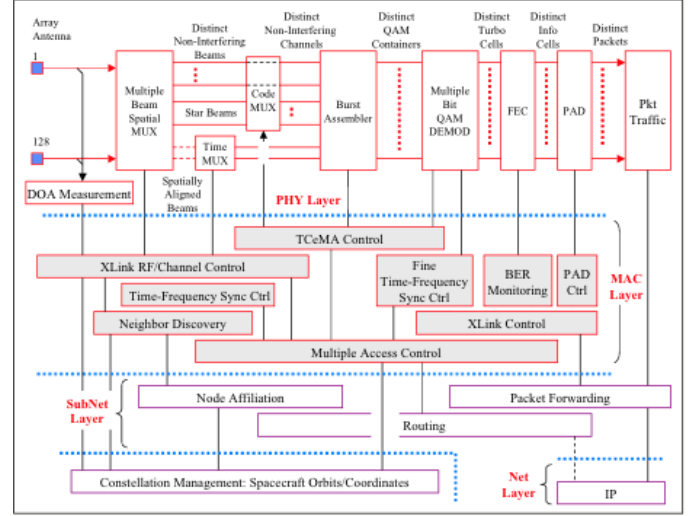 Array
Antenna
Distinct
Non-Interfering
Beams
Distinct
Non-Interfering
Channels
Distinct
QAM
Containers
Distinct
Turbo
Cells
Distinct
Info
Cells
Distinct
Packets
1
128
Multiple
Beam
Spatial
MUX
Star Beams
Time
MUX
Spatially
Aligned
Beams
Code
MUX
Burst
Assembler
Multiple
Bit
QAM
DEMOD
FEC
PAD
Pkt
Traffic
DOA Measurement
PHY Layer
TCeMA Control
XLink RF/Channel Control
Fine
Time-Frequency
Sync Ctrl
BER
Monitoring
PAD
Ctrl
MAC
Layer
Time-Frequency Sync Ctrl
Neighbor Discovery
XLink Control
Multiple Access Control
SubNet
Layer
Node Affiliation
Packet Forwarding
Routing
Constellation Management: Spacecraft Orbits/Coordinates
Net
Layer
IP